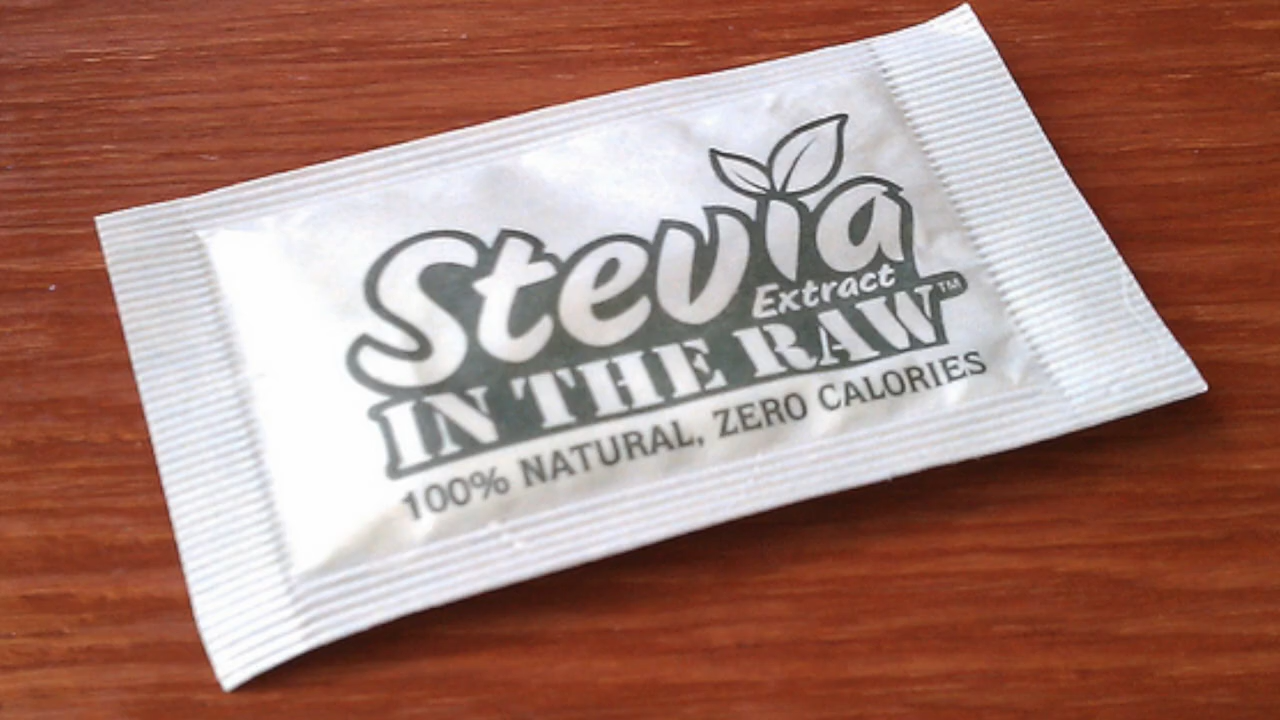 Stevia
Extract
IN THE RAW™
100% NATURAL, ZERO CALORIES